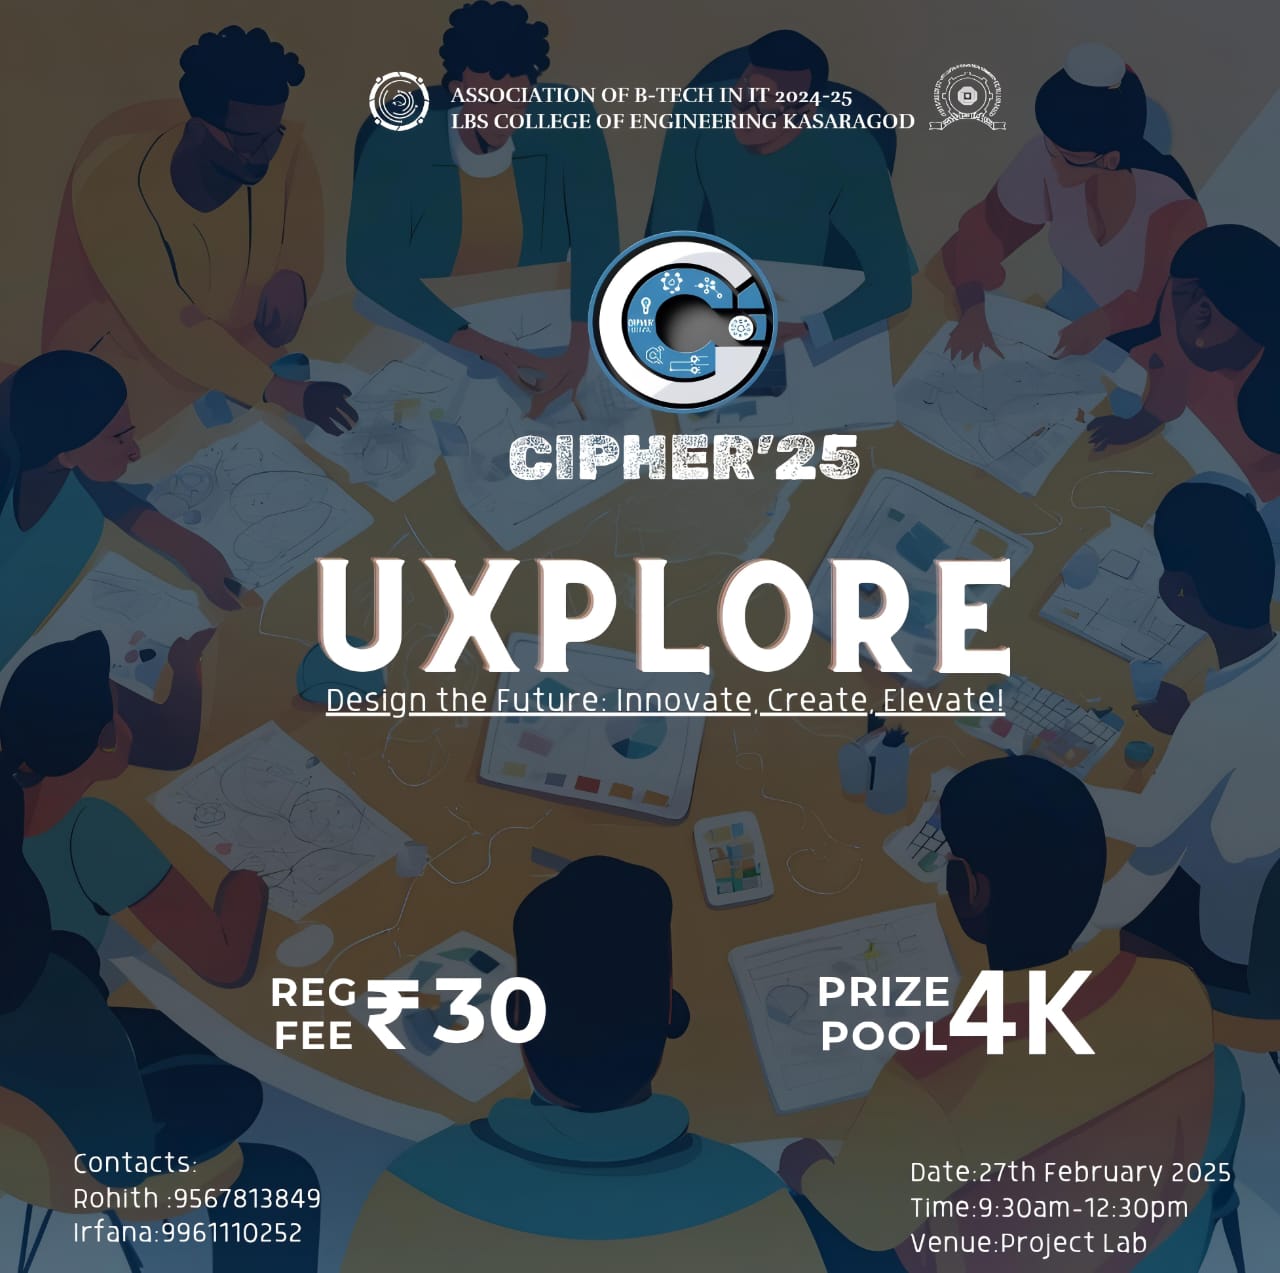 ASSOCIATION OF B-TECH IN IT 2024-25
LBS COLLEGE OF ENGINEERING KASARAGOD
CIPHER'25
UXPLORE
Design the Future: Innovate, Create, Elevate!
REG
FEE ₹30
PRIZE
POOL 4K
Contacts:
Rohith :9567813849
Irfana:9961110252
Date:27th February 2025
Time:9:30am-12:30pm
Venue:Project Lab